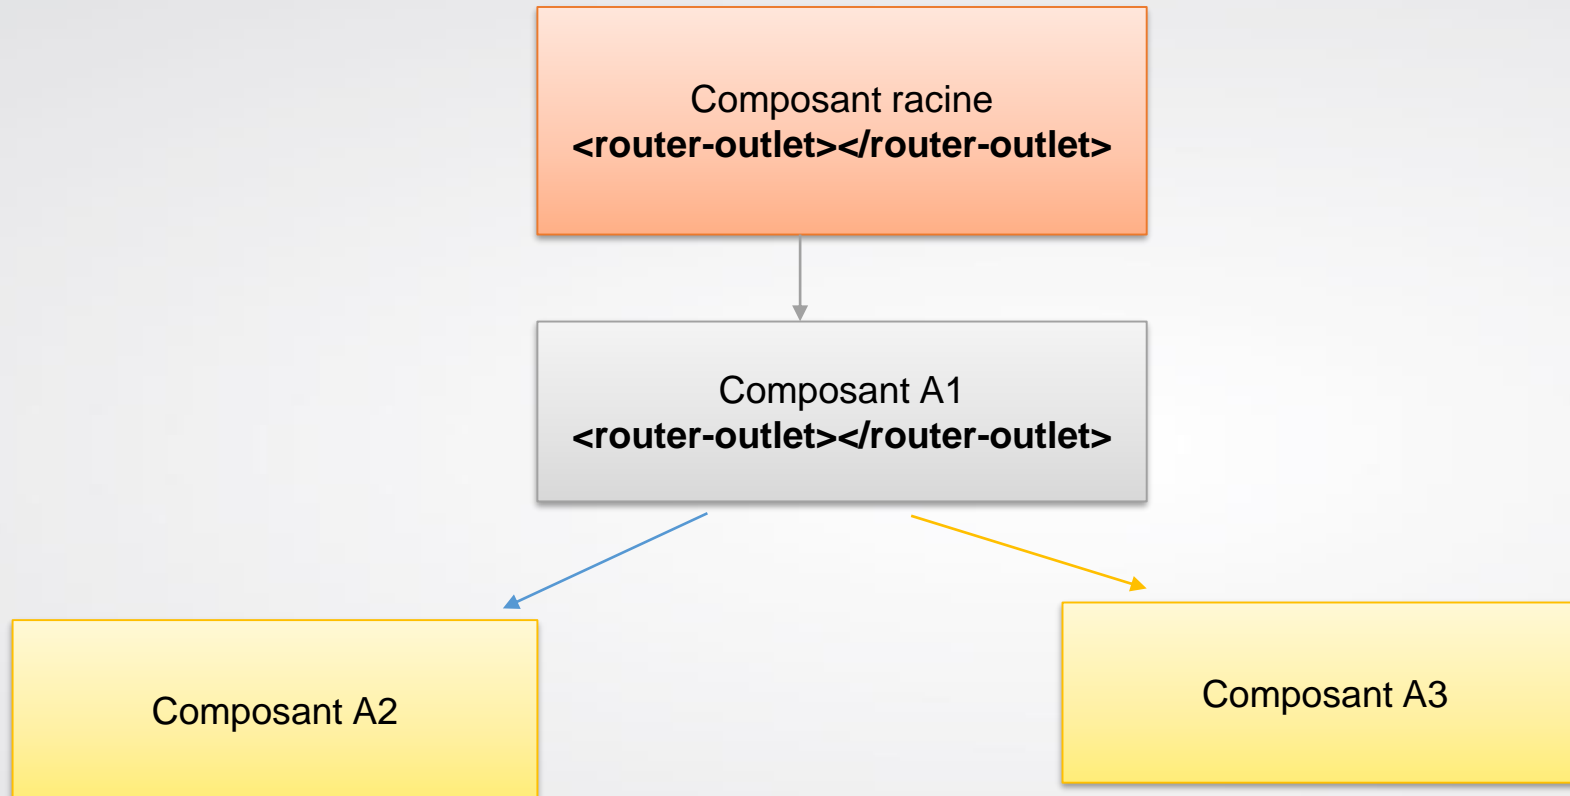 Composant racine
<router-outlet></router-outlet>
Composant A1
<router-outlet></router-outlet>
Composant A2
Composant A3